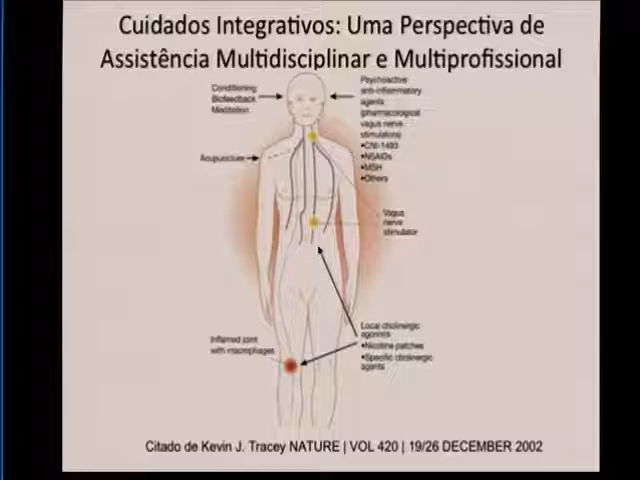 Cuidados Integrativos: Uma Perspectiva de
Assistência Multidisciplinar e Multiprofissional
Conditioning
Biofeedback
Meditation
Psychoactive
anti-inflammatory
agents
(pharmacological
vagus nerve
stimulators)
•CNI-1493
•NSAIDs
•MSH
•Others
Acupuncture
Vagus
nerve
stimulator
Local cholinergic
agonists
•Nicotine patches
•Specific cholinergic
agents
Inflamed joint
with macrophages
Citado de Kevin J. Tracey NATURE | VOL 420 | 19/26 DECEMBER 2002